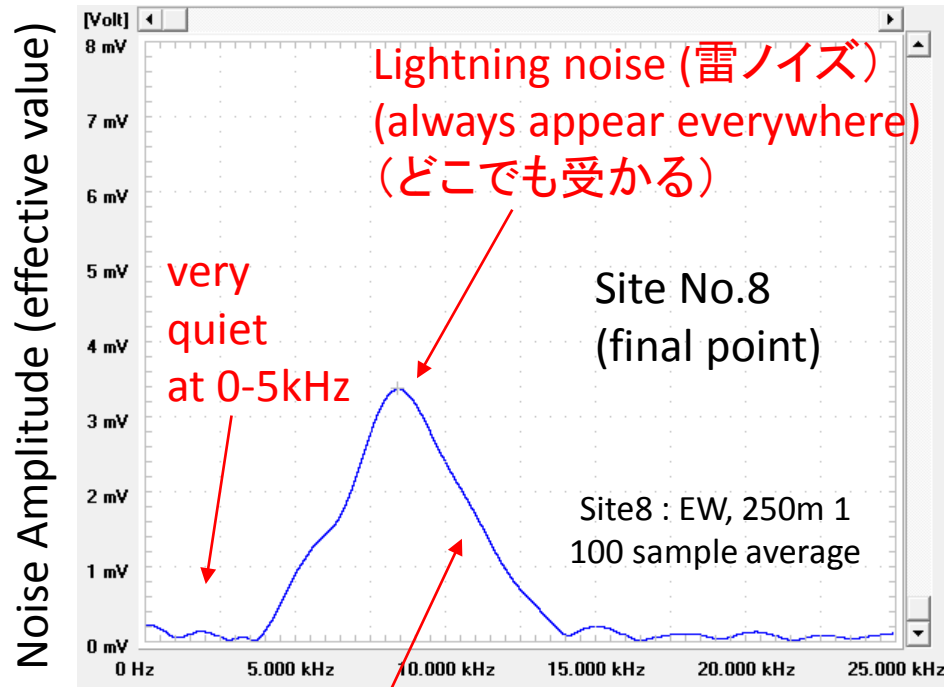 [Volt]
8 mV
7 mV
6 mV
5 mV
4 mV
3 mV
2 mV
1 mV
0 mV
0 Hz
5.000 kHz
10.000 kHz
15.000 kHz
20.000 kHz
25.000 kHz
Noise Amplitude (effective value)
Lightning noise (雷ノイズ）
(always appear everywhere)
（どこでも受かる）
very
quiet
at 0-5kHz
Site No.8
(final point)
Site8 : EW, 250m 1
100 sample average